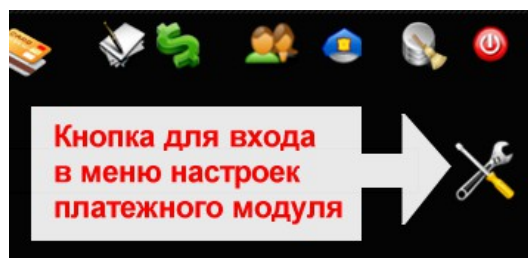 Кнопка для входа
в меню настроек
платежного модуля